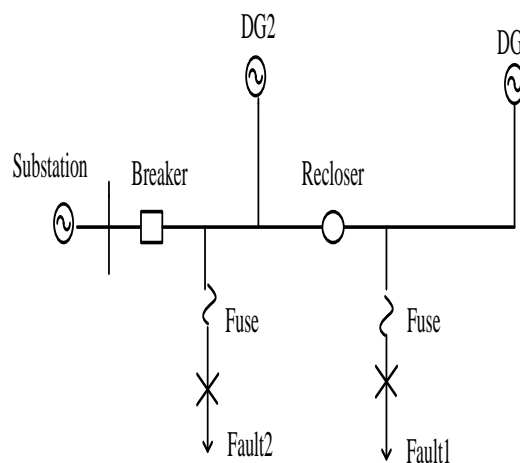 DG2
DG
Substation
Breaker
Recloser
Fuse
Fuse
Fault2
Fault1